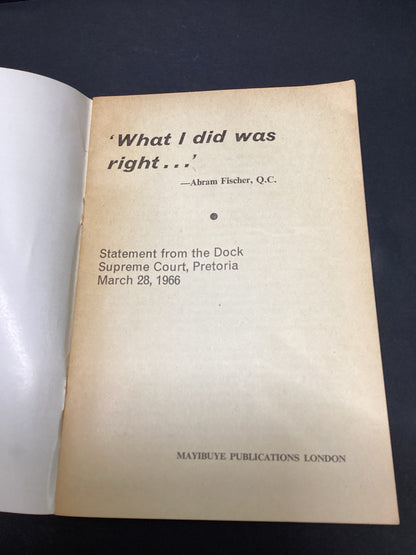 'What I did was
right...'
—Abram Fischer, Q.C.
Statement from the Dock
Supreme Court, Pretoria
March 28, 1966
MAYIBUYE PUBLICATIONS LONDON